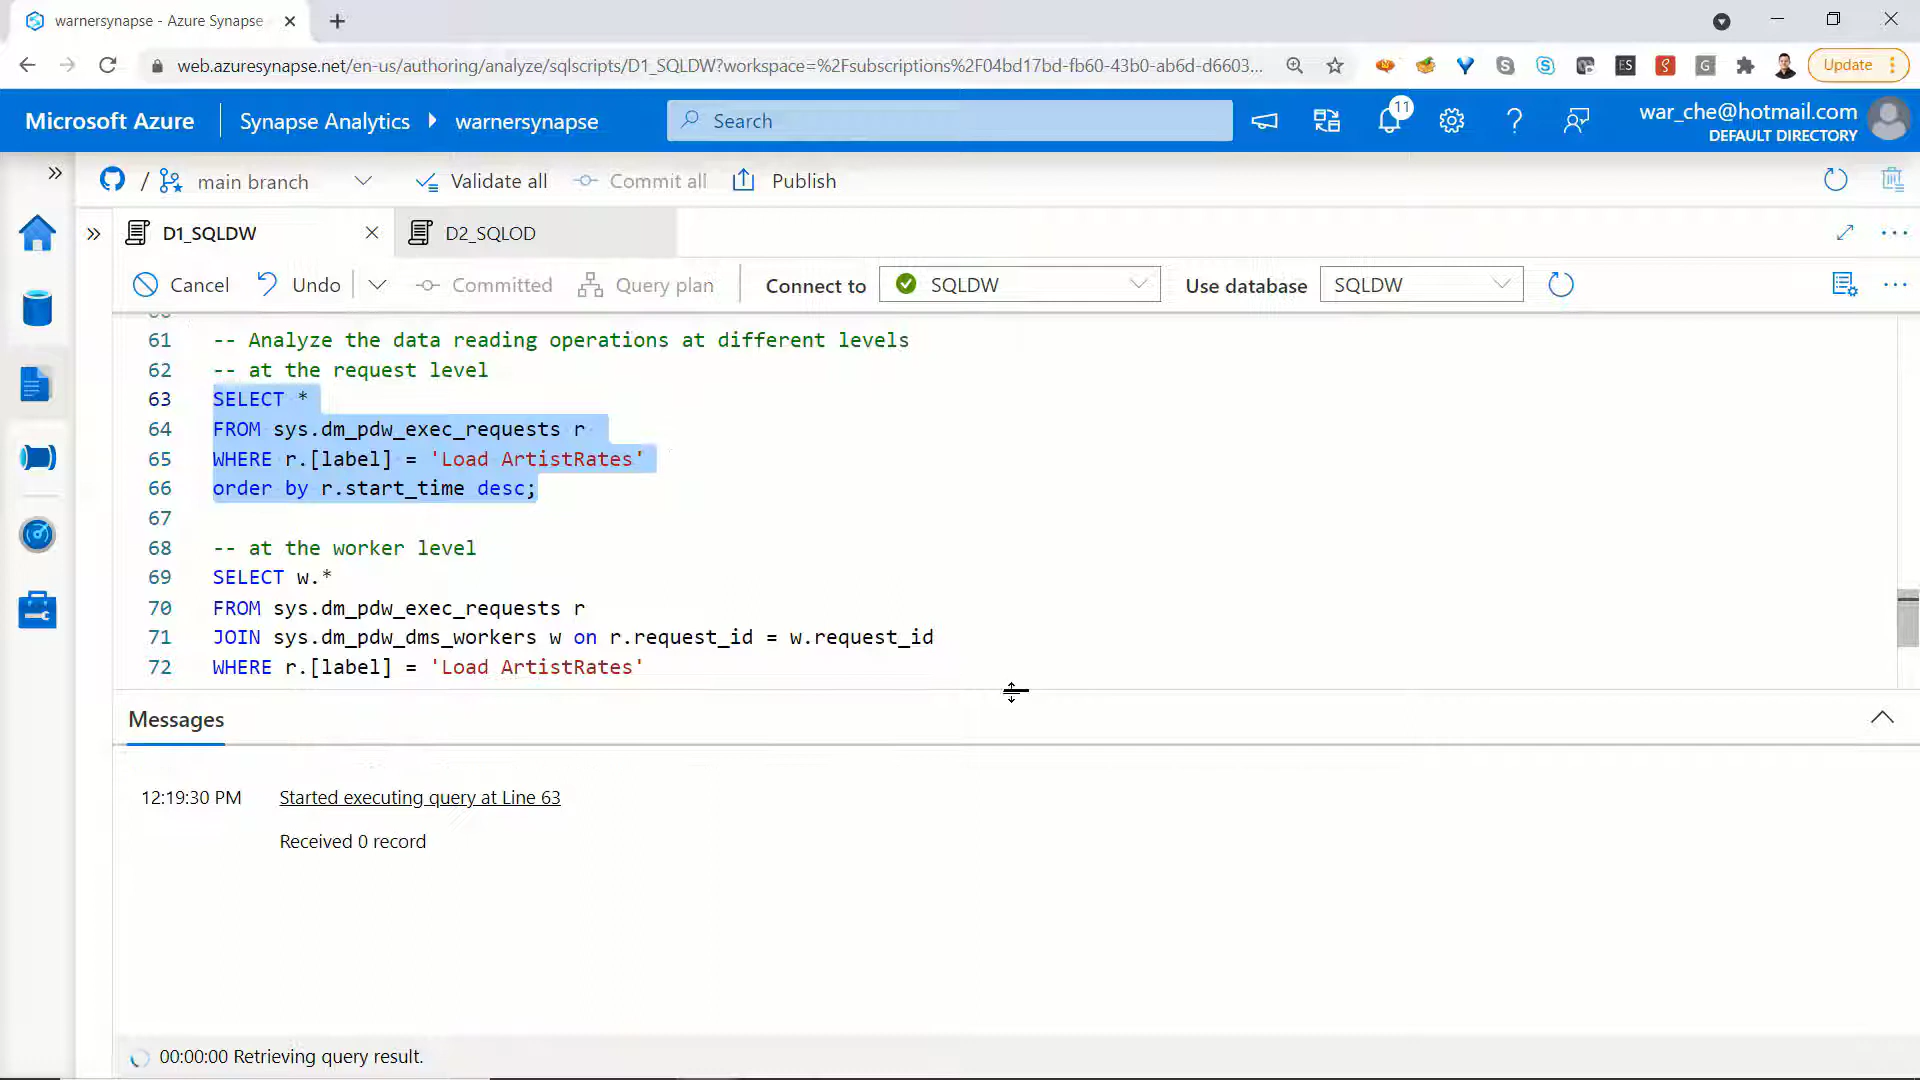 warnersynapse - Azure Synapse
web.azuresynapse.net/en-us/authoring/analyze/sqlscripts/D1_SQLDW?workspace=%2Fsubscriptions%2F04bd17bd-fb60-43b0-ab6d-d6603...
ES
S
G
Update
Microsoft Azure
Synapse Analytics
warnersynapse
Search
11
war_che@hotmail.com
DEFAULT DIRECTORY
/ main branch
Validate all
Commit all
Publish
D1_SQLDW
D2_SQLOD
Cancel
Undo
Committed
Query plan
Connect to
SQLDW
Use database
SQLDW
60
61 -- Analyze the data reading operations at different levels
62 -- at the request level
63 SELECT *
64 FROM sys.dm_pdw_exec_requests r
65 WHERE r.[label] = 'Load ArtistRates'
66 order by r.start_time desc;
67
68 -- at the worker level
69 SELECT w.*
70 FROM sys.dm_pdw_exec_requests r
71 JOIN sys.dm_pdw_dms_workers w on r.request_id = w.request_id
72 WHERE r.[label] = 'Load ArtistRates'
Messages
12:19:30 PM Started executing query at Line 63
Received 0 record
00:00:00 Retrieving query result.